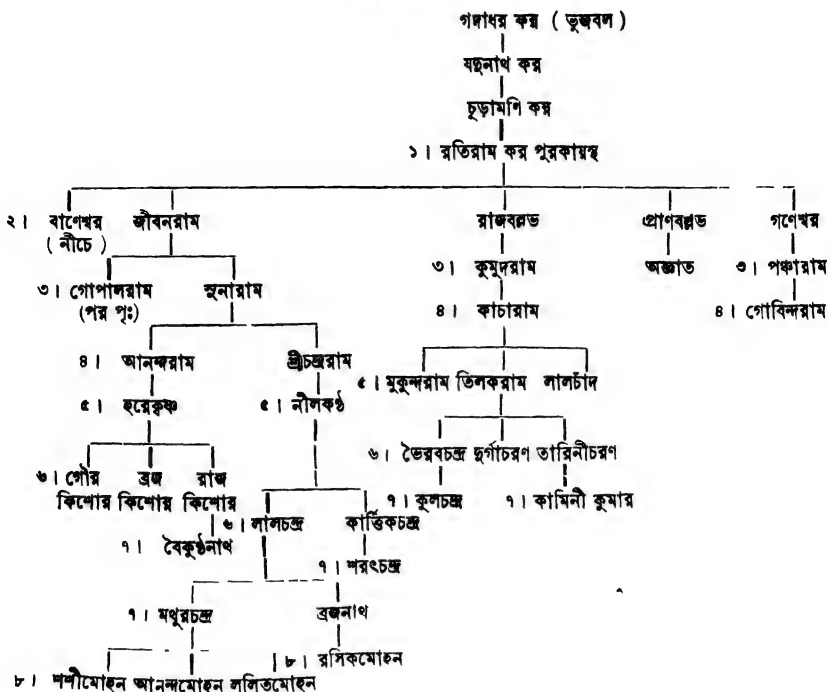 গঙ্গাধর কর ( ভুজবল )
যদুনাথ কর
চূড়ামণি কর
১। রতিরাম কর পুরকায়স্থ
২। বাণেশ্বর জীবনরাম রাজবল্লভ প্রাণবল্লভ গণেশ্বর
( নীচে )
৩। কুমুদরাম অজ্ঞাত ৩। পঞ্চারাম
৩। গোপালরাম সুনারাম
(পর পৃঃ)
৪। কাচারাম ৪। গোবিন্দরাম
৪। আনন্দরাম শ্রীচন্দ্ররাম
৫। মুকুন্দরাম তিলকরাম লালচাঁদ
৫। হরেকৃষ্ণ ৫। নীলকণ্ঠ
৬। ভৈরবচন্দ্র দুর্গাচরণ তারিনীচরণ
৬। গৌর ব্রজ রাজ
কিশোর কিশোর কিশোর
৭। কুলচন্দ্র ৭। কামিনী কুমার
৬। লালচন্দ্র কার্ত্তিকচন্দ্র
৭। বৈকুণ্ঠনাথ
৭। শরৎচন্দ্র
৭। মথুরচন্দ্র ব্রজনাথ
৮। রসিকমোহন
৮। শশীমোহন আনন্দমোহন ললিতমোহন